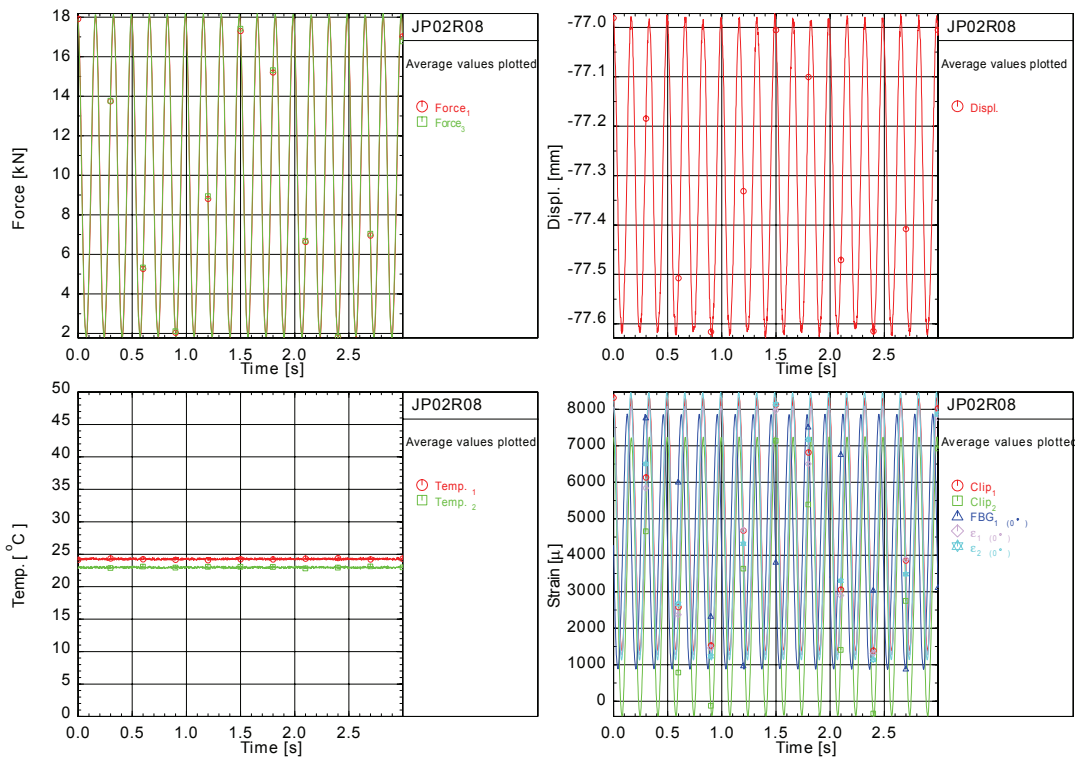 JP02R08
Average values plotted
Force1
Force3
Force [kN]
18
16
14
12
10
8
6
4
2
0.0 0.5 1.0 1.5 2.0 2.5
Time [s]
JP02R08
Average values plotted
Displ.
Displ. [mm]
-77.0
-77.1
-77.2
-77.3
-77.4
-77.5
-77.6
0.0 0.5 1.0 1.5 2.0 2.5
Time [s]
JP02R08
Average values plotted
Temp. 1
Temp. 2
Temp. [ °C]
50
45
40
35
30
25
20
15
10
5
0
0.0 0.5 1.0 1.5 2.0 2.5
Time [s]
JP02R08
Average values plotted
Clip1
Clip2
FBG1 (0°)
ε1 (0°)
ε2 (0°)
Strain [μ]
8000
7000
6000
5000
4000
3000
2000
1000
0
0.0 0.5 1.0 1.5 2.0 2.5
Time [s]